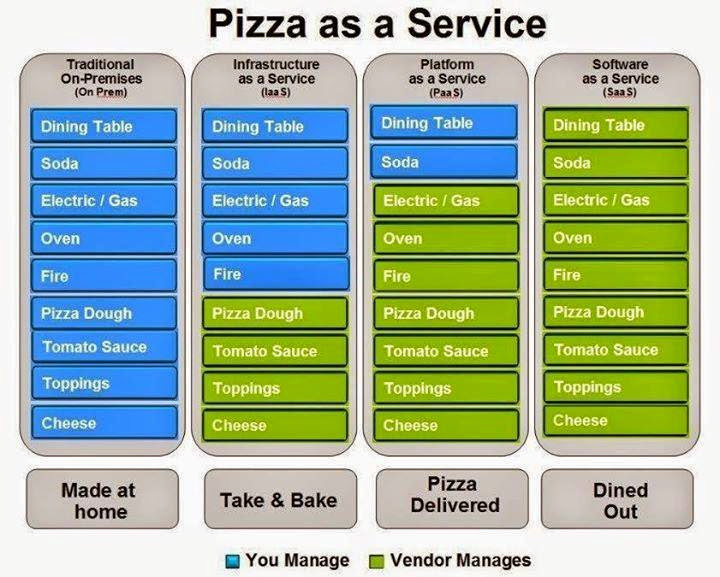 Pizza as a Service
Traditional
On-Premises
(On Prem)
Dining Table
Soda
Electric / Gas
Oven
Fire
Pizza Dough
Tomato Sauce
Toppings
Cheese
Made at
home
Infrastructure
as a Service
(IaaS)
Dining Table
Soda
Electric / Gas
Oven
Fire
Pizza Dough
Tomato Sauce
Toppings
Cheese
Take & Bake
Platform
as a Service
(PaaS)
Dining Table
Soda
Electric / Gas
Oven
Fire
Pizza Dough
Tomato Sauce
Toppings
Cheese
Pizza
Delivered
Software
as a Service
(SaaS)
Dining Table
Soda
Electric / Gas
Oven
Fire
Pizza Dough
Tomato Sauce
Toppings
Cheese
Dined
Out
You Manage
Vendor Manages